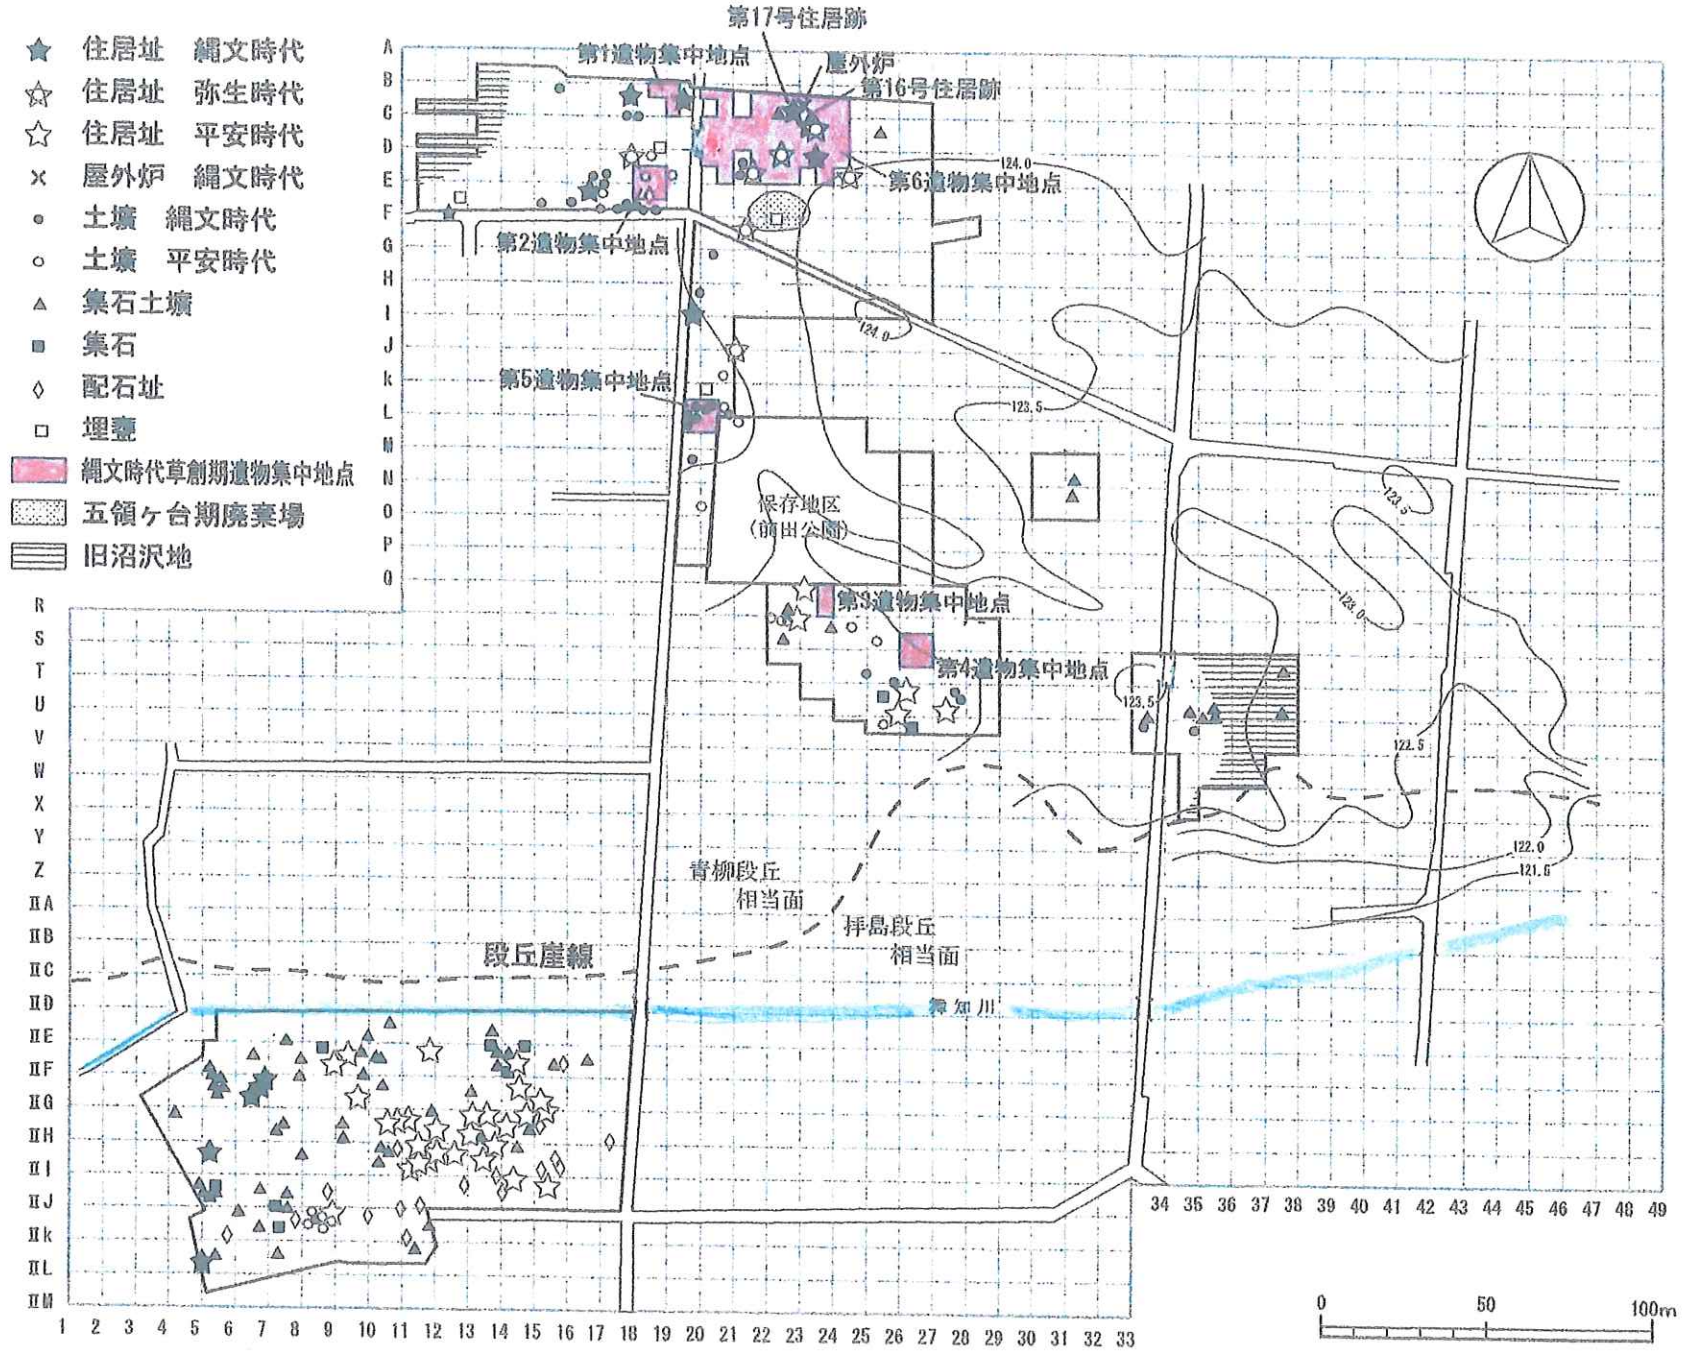 住居址 縄文時代
住居址 弥生時代
住居址 平安時代
屋外炉 縄文時代
土壙 縄文時代
土壙 平安時代
集石土壙
集石
配石址
埋甕
縄文時代草創期遺物集中地点
五領ヶ台期廃棄場
旧沼沢地
第17号住居跡
第1遺物集中地点
屋外炉
第16号住居跡
第6遺物集中地点
第2遺物集中地点
第5遺物集中地点
保存地区
(前田公園)
第3遺物集中地点
第4遺物集中地点
124.0
124.0
123.5
123.5
123.0
123.5
122.5
122.0
121.5
青柳段丘
相当面
拝島段丘
相当面
段丘崖線
舞知川
A
B
C
D
E
F
G
H
I
J
k
L
M
N
O
P
Q
R
S
T
U
V
W
X
Y
Z
ⅡA
ⅡB
ⅡC
ⅡD
ⅡE
ⅡF
ⅡG
ⅡH
ⅡI
ⅡJ
Ⅱk
ⅡL
ⅡM
1 2 3 4 5 6 7 8 9 10 11 12 13 14 15 16 17 18 19 20 21 22 23 24 25 26 27 28 29 30 31 32 33
34 35 36 37 38 39 40 41 42 43 44 45 46 47 48 49
0 50 100m